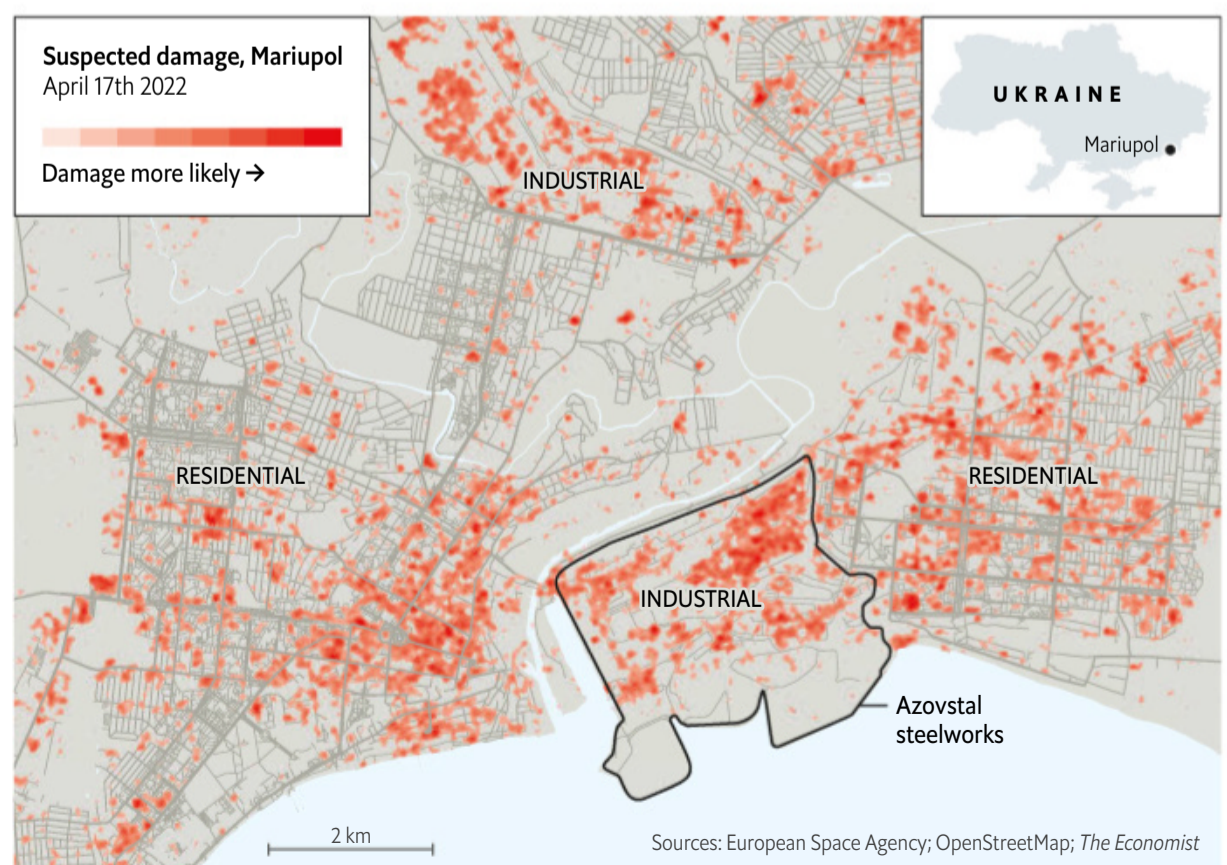 Suspected damage, Mariupol
April 17th 2022
Damage more likely →
UKRAINE
Mariupol
INDUSTRIAL
RESIDENTIAL
RESIDENTIAL
INDUSTRIAL
Azovstal
steelworks
2 km
Sources: European Space Agency; OpenStreetMap; The Economist